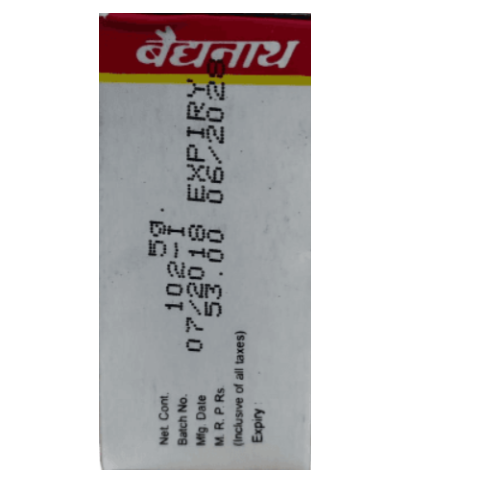 बैद्यनाथ
Net. Cont. 5g.
Batch No. 102-I
Mfg. Date 07/2018 EXPIRY
M. R. P Rs. 53.00 06/2028
(Inclusive of all taxes)
Expiry :